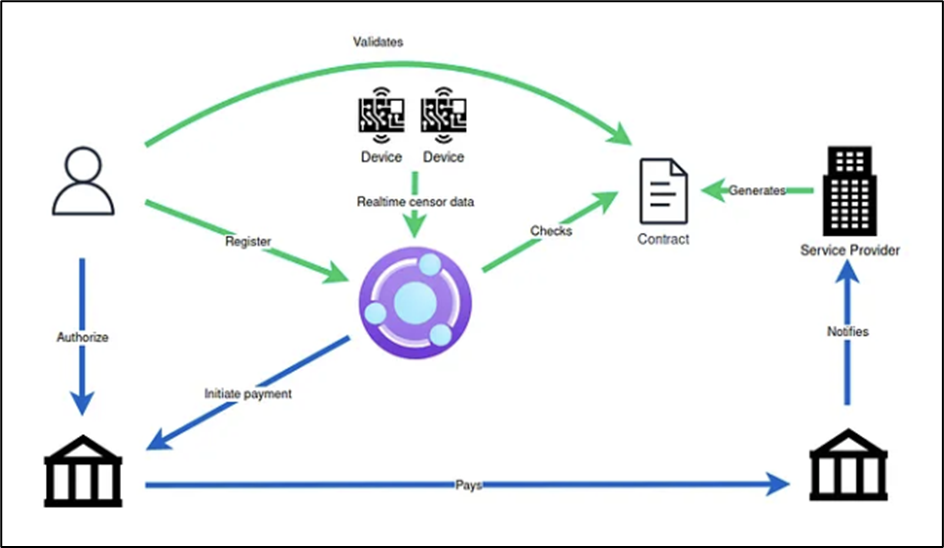 Validates
Device Device
Realtime censor data
Register
Checks
Generates
Contract
Service Provider
Authorize
Notifies
Initiate payment
Pays